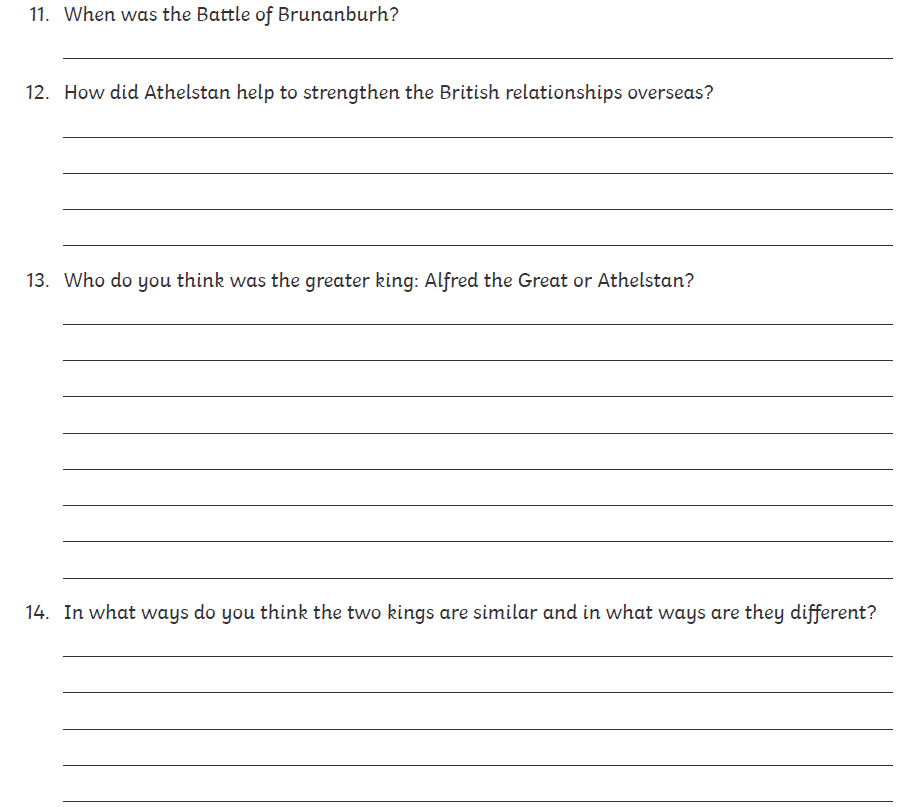 11. When was the Battle of Brunanburh?
12. How did Athelstan help to strengthen the British relationships overseas?
13. Who do you think was the greater king: Alfred the Great or Athelstan?
14. In what ways do you think the two kings are similar and in what ways are they different?